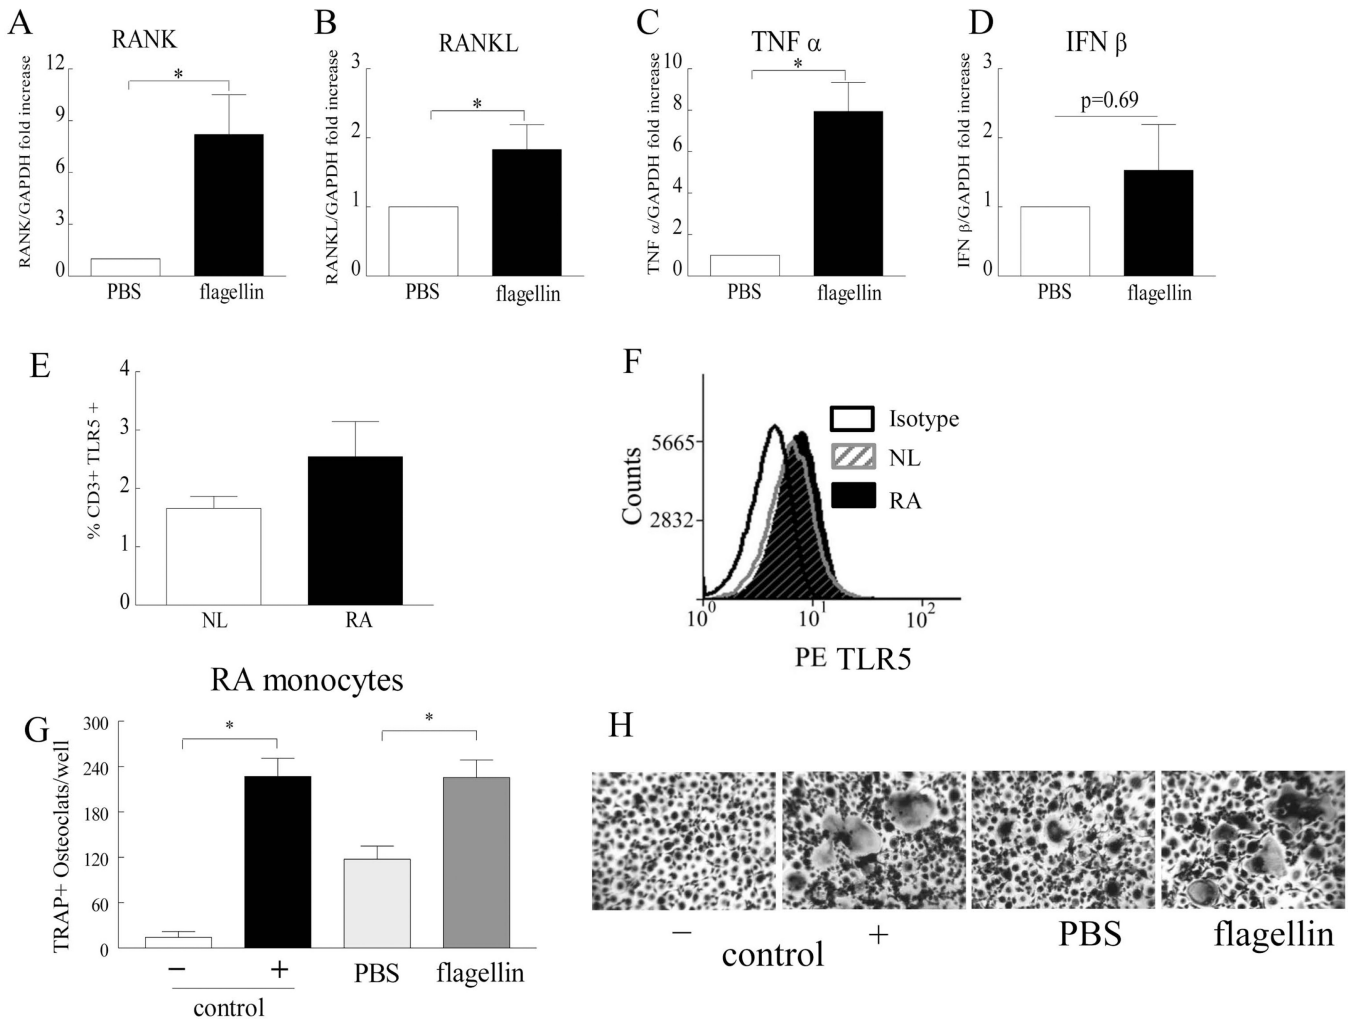 A
RANK
RANK/GAPDH fold increase
12
9
6
3
0
*
PBS
flagellin
B
RANKL
RANKL/GAPDH fold increase
3
2
1
0
*
PBS
flagellin
C
TNF α
TNF α/GAPDH fold increase
10
8
6
4
2
0
*
PBS
flagellin
D
IFN β
IFN β/GAPDH fold increase
3
2
1
0
p=0.69
PBS
flagellin
E
% CD3+ TLR5 +
4
3
2
1
0
NL
RA
F
Counts
5665
2832
10^0
10^1
10^2
PE TLR5
Isotype
NL
RA
RA monocytes
G
TRAP+ Osteoclats/well
300
240
180
120
60
0
*
*
− + PBS flagellin
control
H
− + PBS flagellin
control